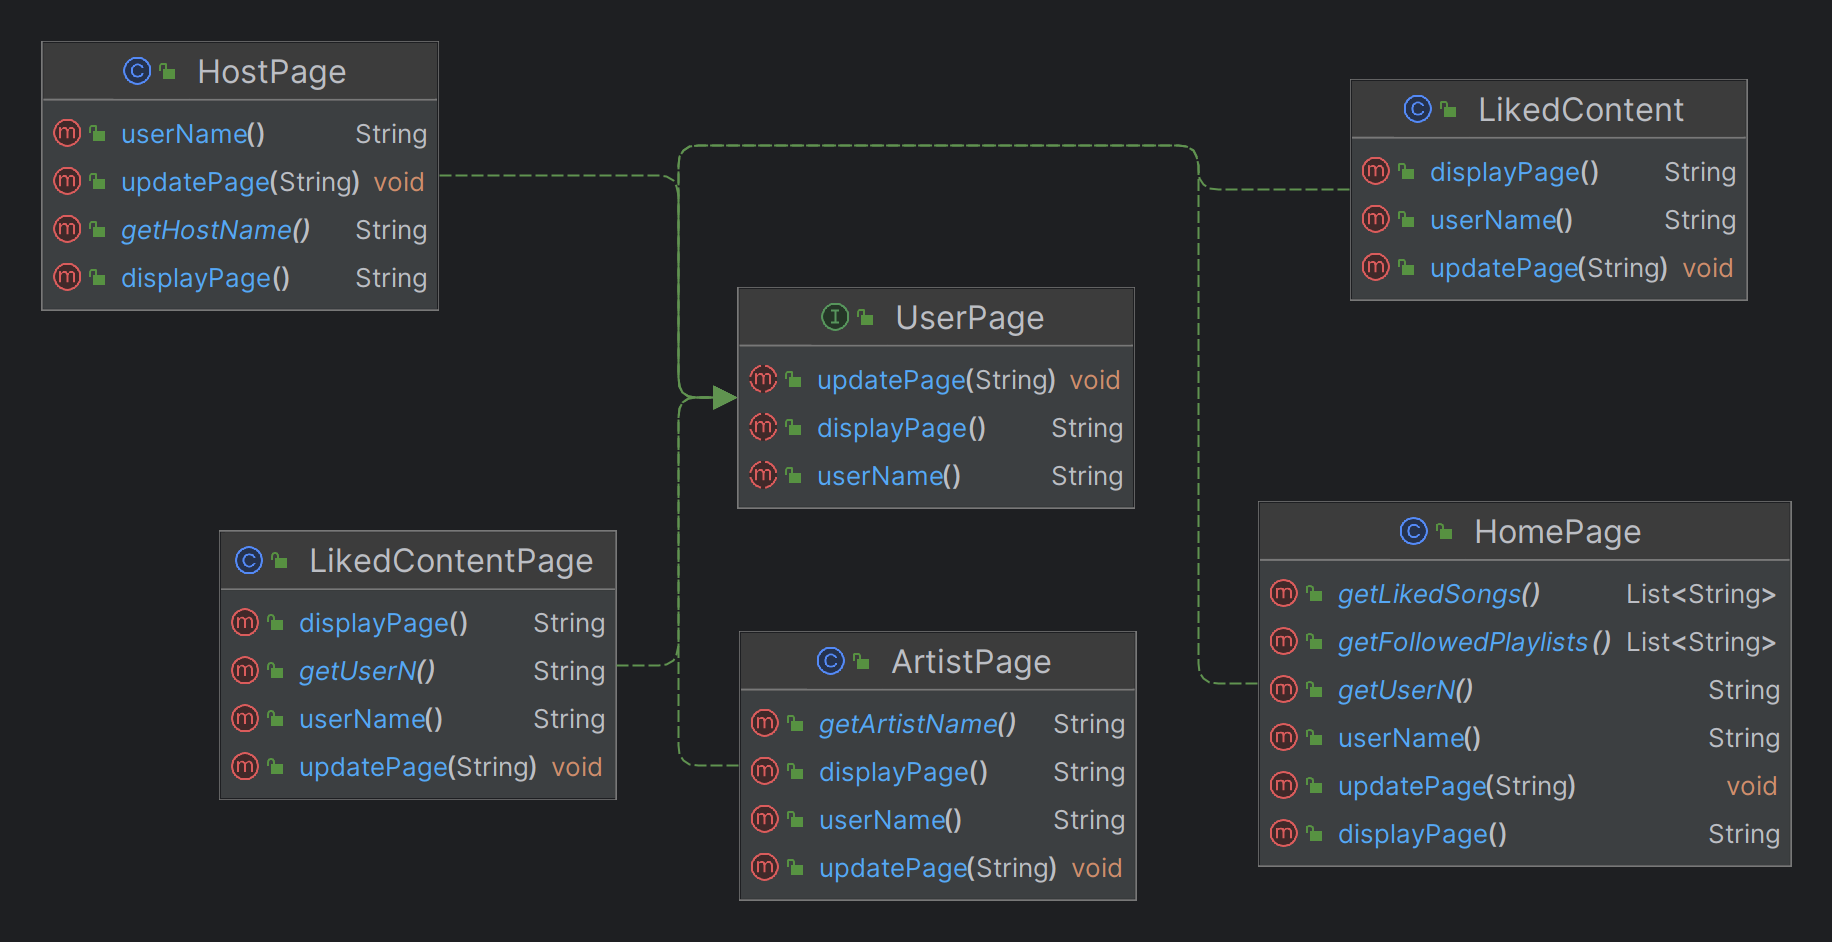 HostPage
userName() String
updatePage(String) void
getHostName() String
displayPage() String
LikedContent
displayPage() String
userName() String
updatePage(String) void
UserPage
updatePage(String) void
displayPage() String
userName() String
LikedContentPage
displayPage() String
getUserN() String
userName() String
updatePage(String) void
ArtistPage
getArtistName() String
displayPage() String
userName() String
updatePage(String) void
HomePage
getLikedSongs() List<String>
getFollowedPlaylists() List<String>
getUserN() String
userName() String
updatePage(String) void
displayPage() String